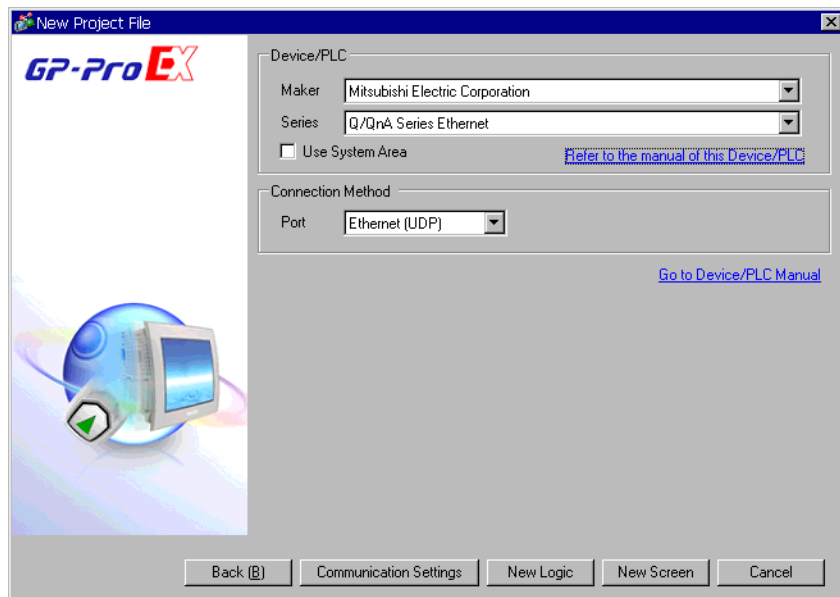 New Project File
GP-Pro EX
Device/PLC
Maker Mitsubishi Electric Corporation
Series Q/QnA Series Ethernet
Use System Area Refer to the manual of this Device/PLC
Connection Method
Port Ethernet (UDP)
Go to Device/PLC Manual
Back (B) Communication Settings New Logic New Screen Cancel